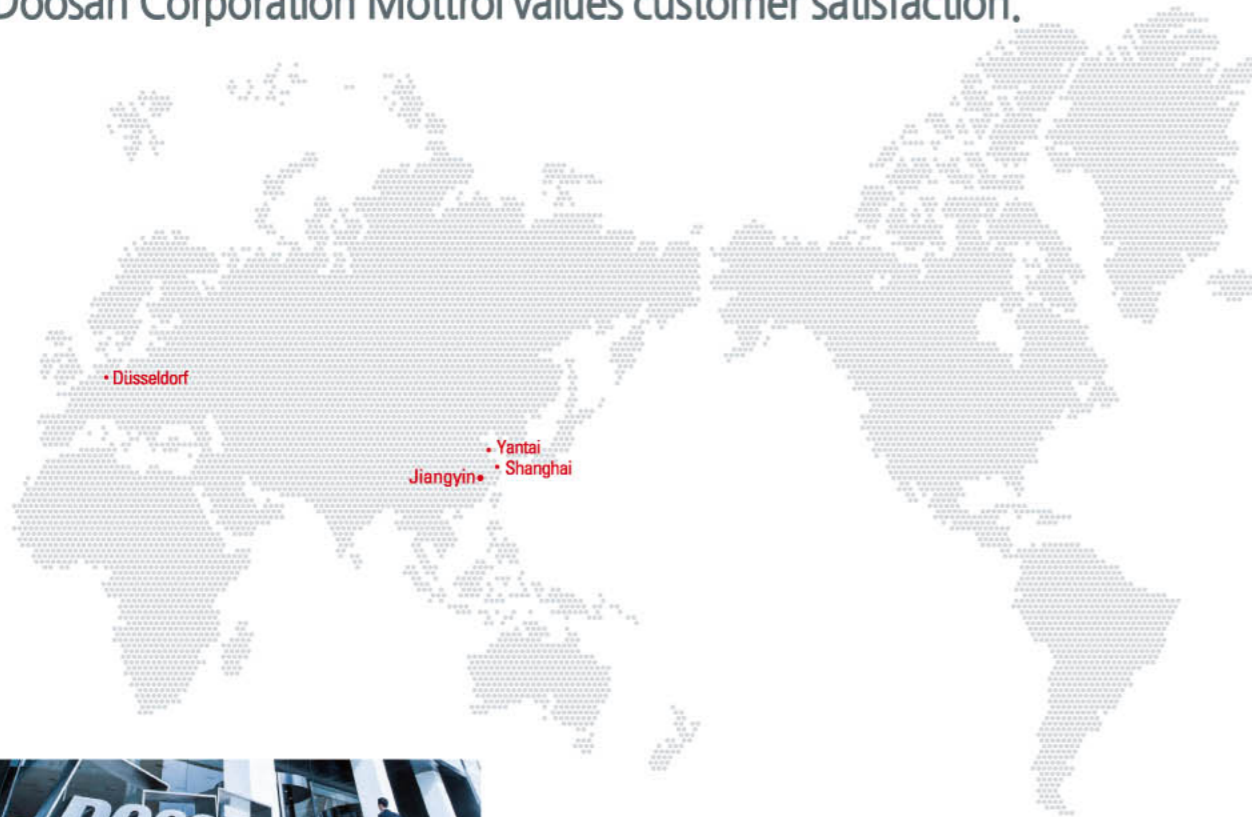 Doosan Corporation Mottrol values customer satisfaction.
Düsseldorf
Yantai
Shanghai
Jiangyin